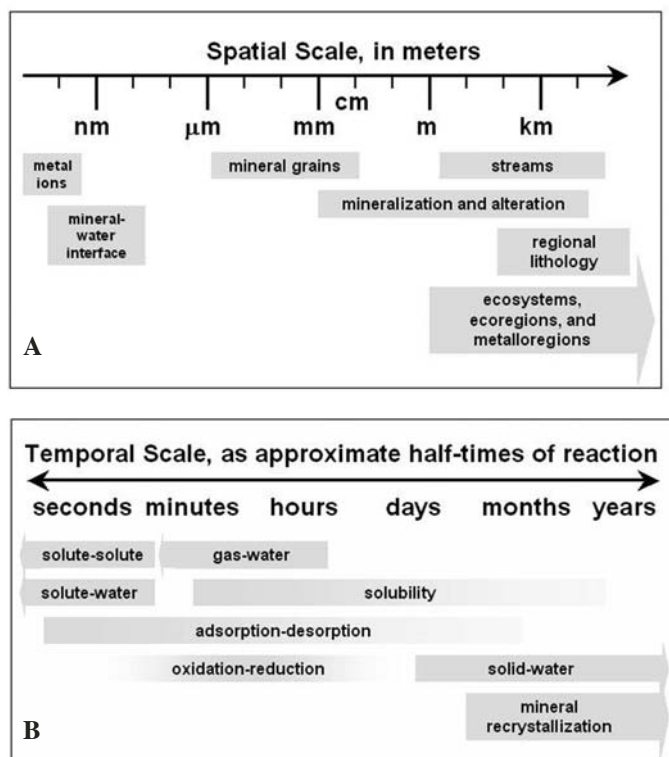 Spatial Scale, in meters
cm
nm μm mm m km
metal
ions
mineral grains
streams
mineralization and alteration
mineral-
water
interface
regional
lithology
ecosystems,
ecoregions, and
metalloregions
A
Temporal Scale, as approximate half-times of reaction
seconds minutes hours days months years
solute-solute gas-water
solute-water solubility
adsorption-desorption
oxidation-reduction solid-water
mineral
recrystallization
B